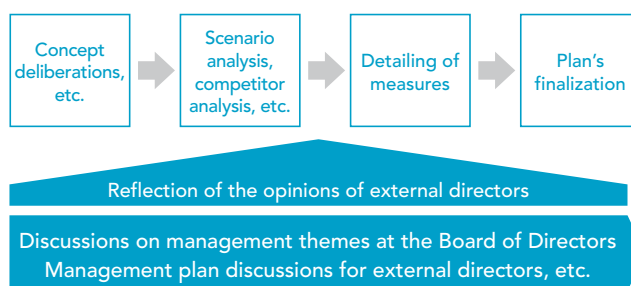 Concept
deliberations,
etc.
Scenario
analysis,
competitor
analysis, etc.
Detailing of
measures
Plan's
finalization
Reflection of the opinions of external directors
Discussions on management themes at the Board of Directors
Management plan discussions for external directors, etc.